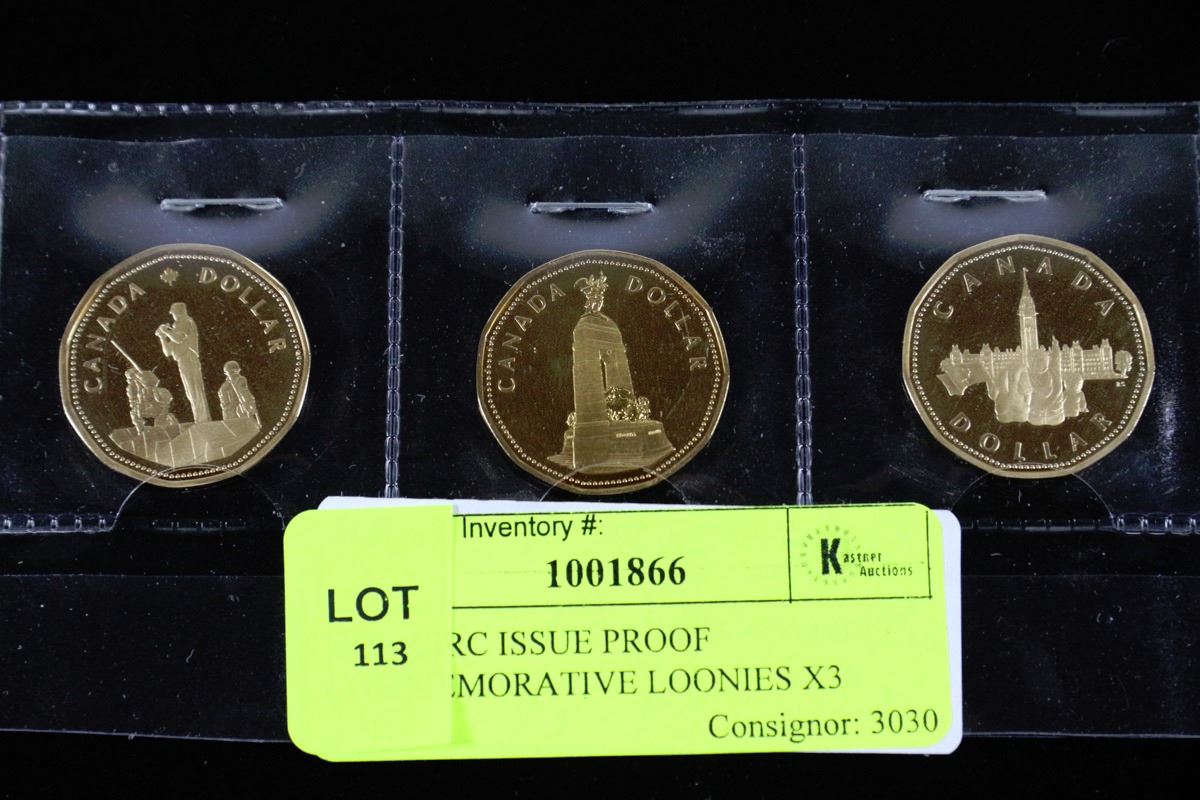 CANADA DOLLAR
CANADA DOLLAR
CANADA
DOLLAR
Inventory #:
1001866
Kastner
Auctions
LOT
113
RC ISSUE PROOF
EMORATIVE LOONIES X3
Consignor: 3030